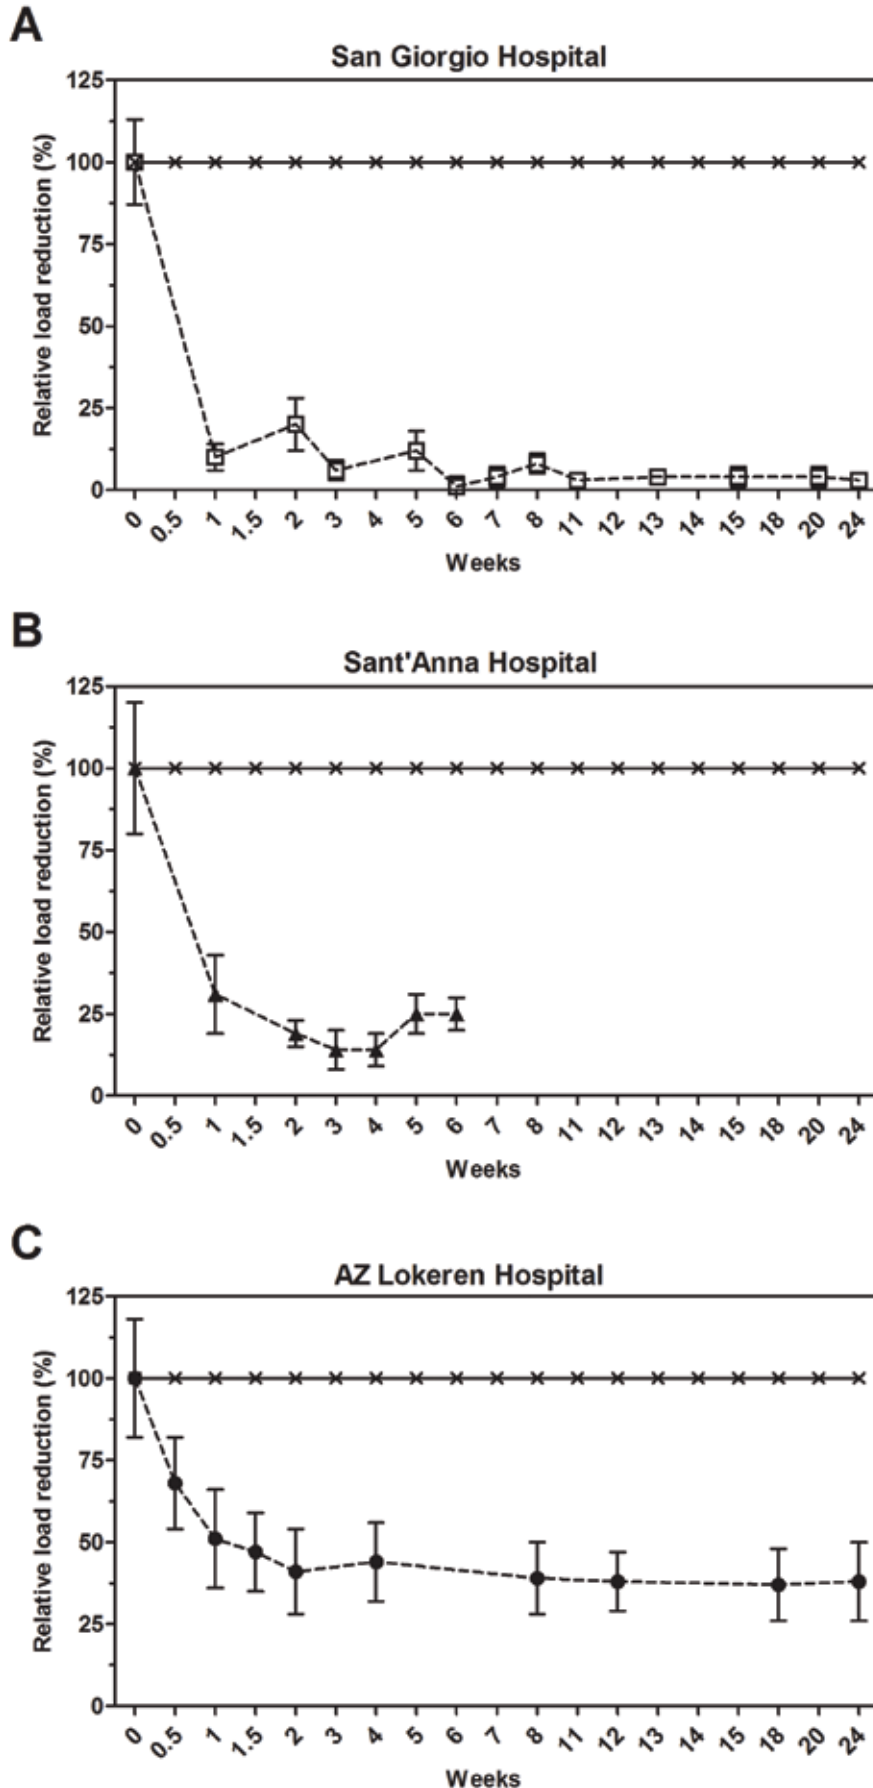 A
San Giorgio Hospital
Relative load reduction (%)
125
100
75
50
25
0
0 0.5 1 1.5 2 3 4 5 6 7 8 11 12 13 14 15 18 20 24
Weeks
B
Sant'Anna Hospital
Relative load reduction (%)
125
100
75
50
25
0
0 0.5 1 1.5 2 3 4 5 6 7 8 11 12 13 14 15 18 20 24
Weeks
C
AZ Lokeren Hospital
Relative load reduction (%)
125
100
75
50
25
0
0 0.5 1 1.5 2 3 4 5 6 7 8 11 12 13 14 15 18 20 24
Weeks